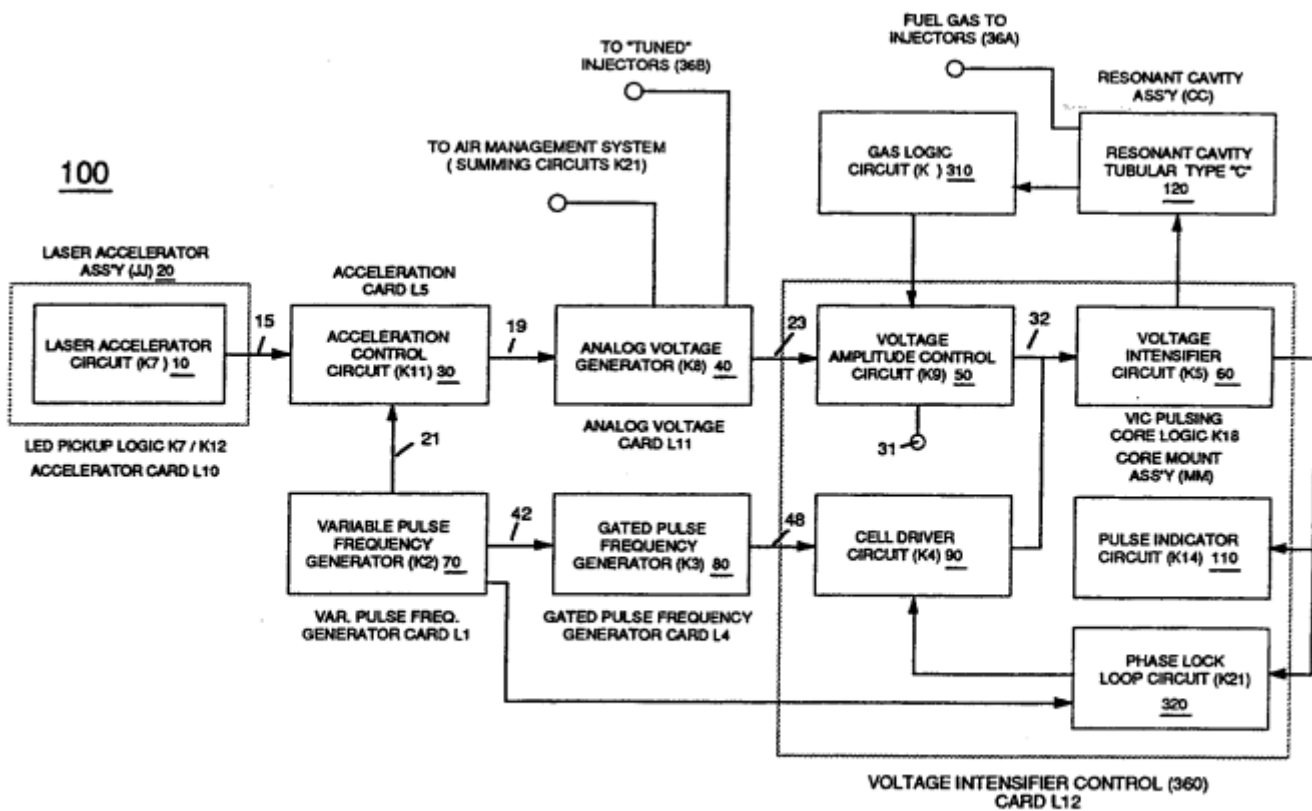 FUEL GAS TO
INJECTORS (36A)
TO "TUNED"
INJECTORS (36B)
RESONANT CAVITY
ASS'Y (CC)
TO AIR MANAGEMENT SYSTEM
( SUMMING CIRCUITS K21)
GAS LOGIC
CIRCUIT (K ) 310
RESONANT CAVITY
TUBULAR TYPE "C"
120
100
LASER ACCELERATOR
ASS'Y (JJ) 20
ACCELERATION
CARD L5
15
19
23
32
LASER ACCELERATOR
CIRCUIT (K7 ) 10
ACCELERATION
CONTROL
CIRCUIT (K11) 30
ANALOG VOLTAGE
GENERATOR (K8) 40
VOLTAGE
AMPLITUDE CONTROL
CIRCUIT (K9) 50
VOLTAGE
INTENSIFIER
CIRCUIT (K5) 60
LED PICKUP LOGIC K7 / K12
ACCELERATOR CARD L10
21
ANALOG VOLTAGE
CARD L11
31
VIC PULSING
CORE LOGIC K18
CORE MOUNT
ASS'Y (MM)
VARIABLE PULSE
FREQUENCY
GENERATOR (K2) 70
42
GATED PULSE
FREQUENCY
GENERATOR (K3) 80
48
CELL DRIVER
CIRCUIT (K4) 90
PULSE INDICATOR
CIRCUIT (K14) 110
VAR. PULSE FREQ.
GENERATOR CARD L1
GATED PULSE FREQUENCY
GENERATOR CARD L4
PHASE LOCK
LOOP CIRCUIT (K21)
320
VOLTAGE INTENSIFIER CONTROL (360)
CARD L12